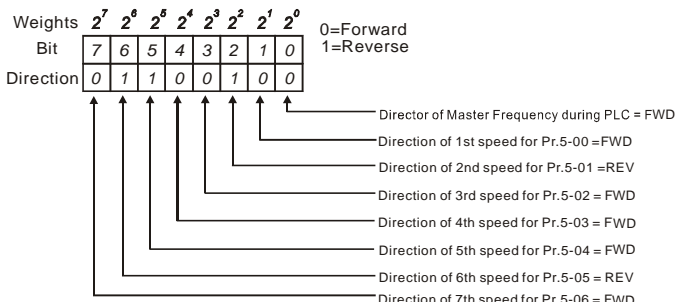 Weights 2⁷ 2⁶ 2⁵ 2⁴ 2³ 2² 2¹ 2⁰
0=Forward
1=Reverse
Bit 7 6 5 4 3 2 1 0
Direction 0 1 1 0 0 1 0 0
Director of Master Frequency during PLC = FWD
Direction of 1st speed for Pr.5-00 =FWD
Direction of 2nd speed for Pr.5-01 =REV
Direction of 3rd speed for Pr.5-02 = FWD
Direction of 4th speed for Pr.5-03 = FWD
Direction of 5th speed for Pr.5-04 = FWD
Direction of 6th speed for Pr.5-05 = REV
Direction of 7th speed for Pr.5-06 = FWD